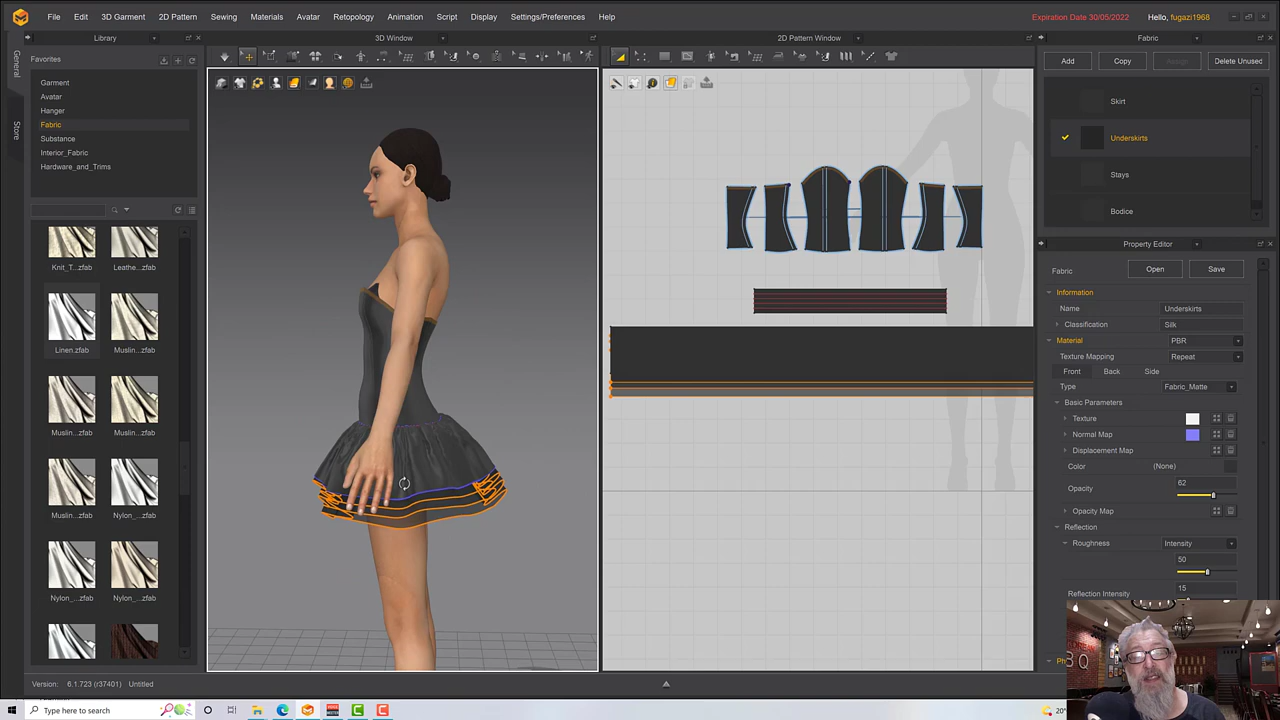 File Edit 3D Garment 2D Pattern Sewing Materials Avatar Retopology Animation Script Display Settings/Preferences Help
Expiration Date 30/05/2022 Hello, fugazi1968
Library 3D Window 2D Pattern Window Fabric
General
Store
Favorites
Garment
Avatar
Hanger
Fabric
Substance
Interior_Fabric
Hardware_and_Trims
Knit_T...zfab Leathe...zfab
Linen.zfab Muslin...zfab
Muslin...zfab Muslin...zfab
Muslin...zfab Nylon_...zfab
Nylon_...zfab Nylon_...zfab
Add Copy Assign Delete Unused
Skirt
Underskirts
Stays
Bodice
Property Editor
Fabric Open Save
Information
Name Underskirts
Classification Silk
Material PBR
Texture Mapping Repeat
Front Back Side
Type Fabric_Matte
Basic Parameters
Texture
Normal Map
Displacement Map
Color (None)
Opacity 62
Opacity Map
Reflection
Roughness Intensity
50
Reflection Intensity 15
Version: 6.1.723 (r37401) Untitled
Type here to search
20°